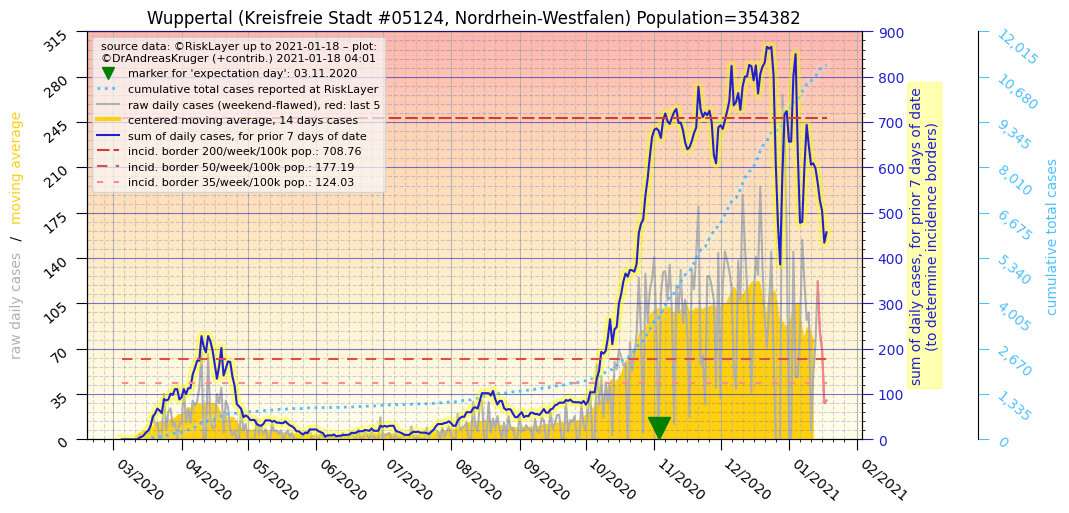 Wuppertal (Kreisfreie Stadt #05124, Nordrhein-Westfalen) Population=354382
source data: ©RiskLayer up to 2021-01-18 – plot:
©DrAndreasKruger (+contrib.) 2021-01-18 04:01
marker for 'expectation day': 03.11.2020
cumulative total cases reported at RiskLayer
raw daily cases (weekend-flawed), red: last 5
centered moving average, 14 days cases
sum of daily cases, for prior 7 days of date
incid. border 200/week/100k pop.: 708.76
incid. border 50/week/100k pop.: 177.19
incid. border 35/week/100k pop.: 124.03
raw daily cases / moving average
315
280
245
210
175
140
105
70
35
0
03/2020
04/2020
05/2020
06/2020
07/2020
08/2020
09/2020
10/2020
11/2020
12/2020
01/2021
02/2021
900
800
700
600
500
400
300
200
100
0
sum of daily cases, for prior 7 days of date
(to determine incidence borders)
12,015
10,680
9,345
8,010
6,675
5,340
4,005
2,670
1,335
0
cumulative total cases